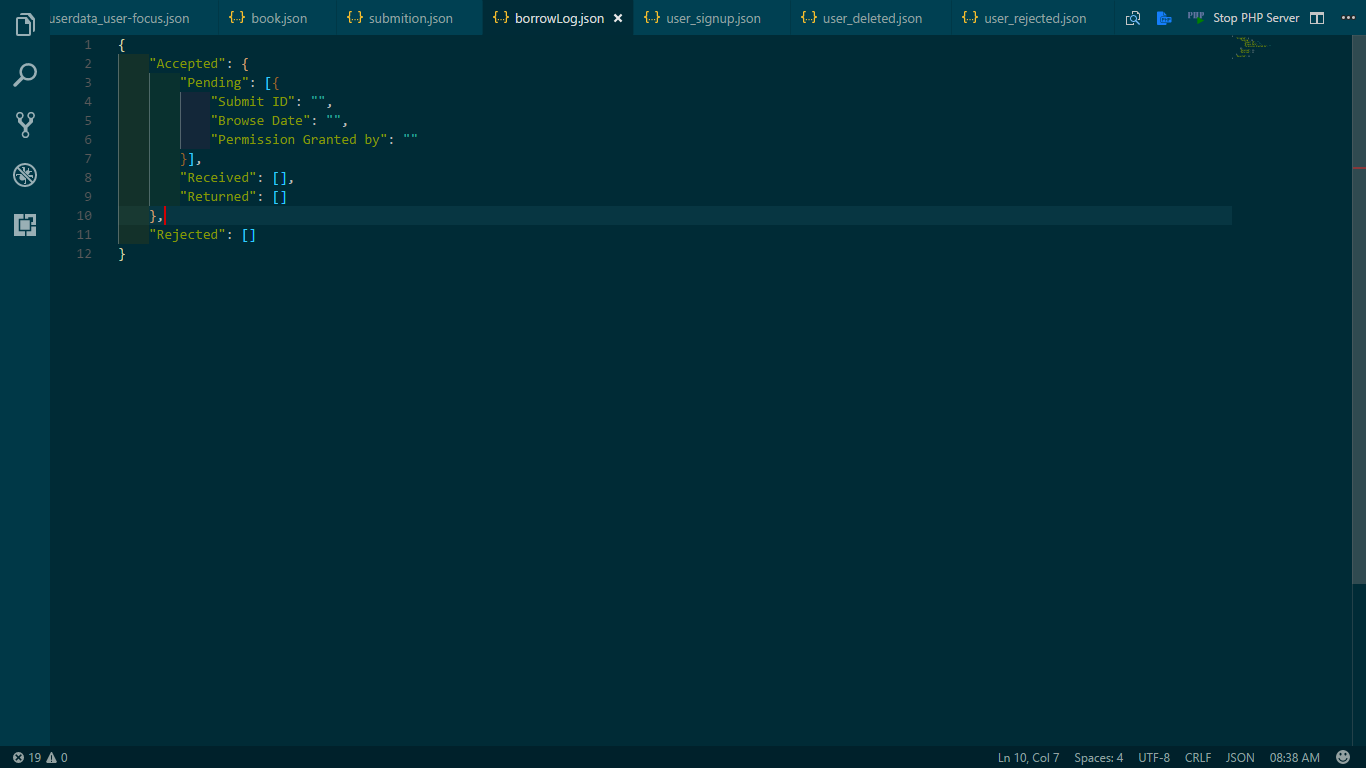 userdata_user-focus.json book.json submition.json borrowLog.json user_signup.json user_deleted.json user_rejected.json PHP Stop PHP Server
1 {
2 "Accepted": {
3 "Pending": [{
4 "Submit ID": "",
5 "Browse Date": "",
6 "Permission Granted by": ""
7 }],
8 "Received": [],
9 "Returned": []
10 },
11 "Rejected": []
12 }
19 0 Ln 10, Col 7 Spaces: 4 UTF-8 CRLF JSON 08:38 AM